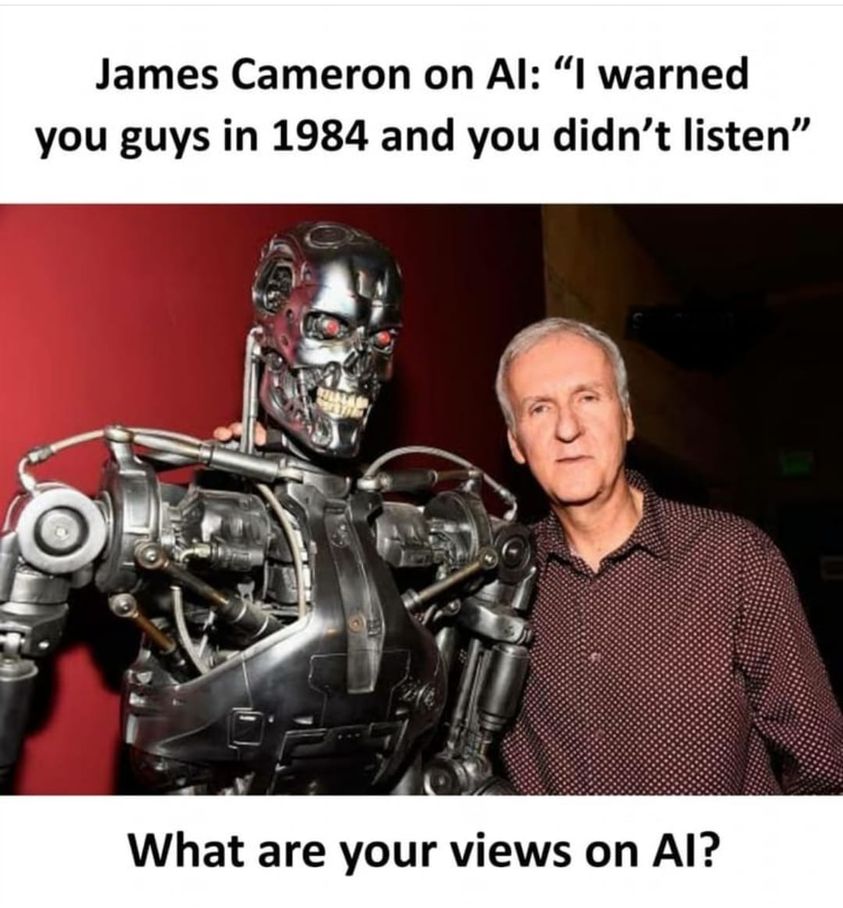 James Cameron on AI: “I warned
you guys in 1984 and you didn’t listen”
What are your views on AI?